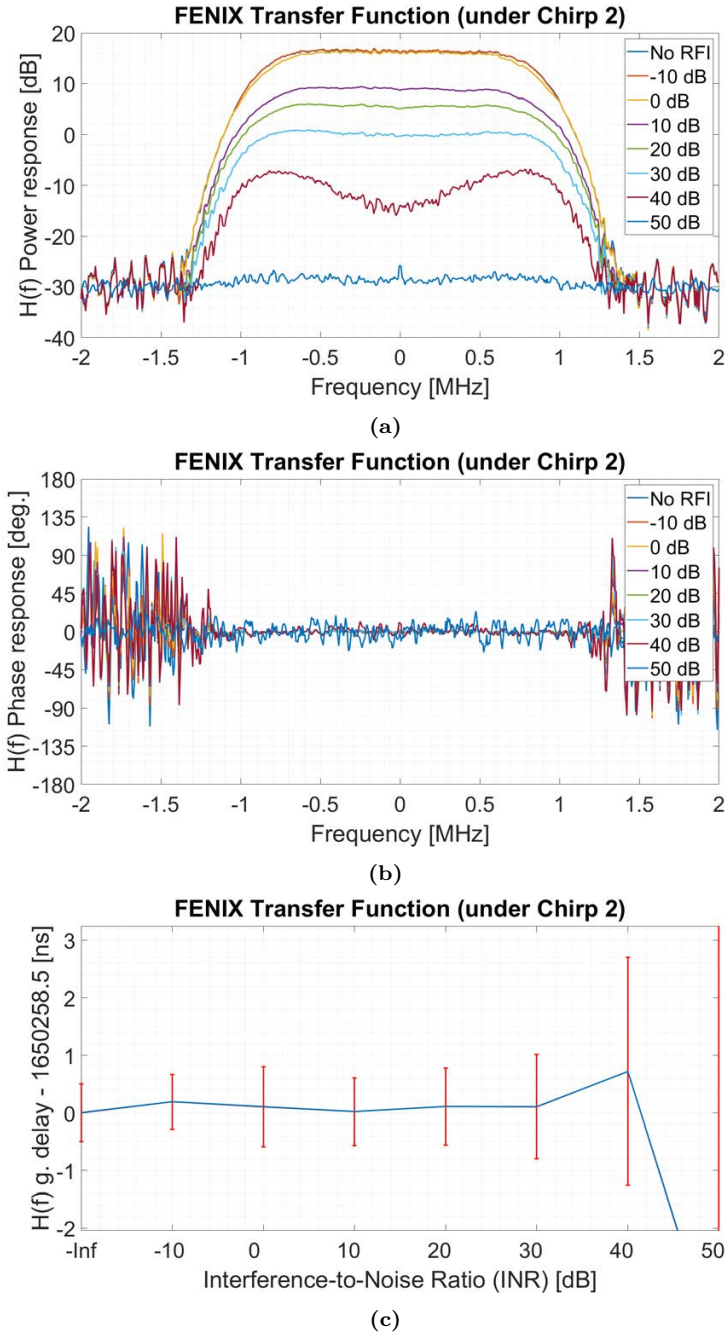 FENIX Transfer Function (under Chirp 2)
H(f) Power response [dB]
20
10
0
-10
-20
-30
-40
No RFI
-10 dB
0 dB
10 dB
20 dB
30 dB
40 dB
50 dB
-2 -1.5 -1 -0.5 0 0.5 1 1.5 2
Frequency [MHz]
(a)
FENIX Transfer Function (under Chirp 2)
H(f) Phase response [deg.]
180
135
90
45
0
-45
-90
-135
-180
No RFI
-10 dB
0 dB
10 dB
20 dB
30 dB
40 dB
50 dB
-2 -1.5 -1 -0.5 0 0.5 1 1.5 2
Frequency [MHz]
(b)
FENIX Transfer Function (under Chirp 2)
H(f) g. delay - 1650258.5 [ns]
3
2
1
0
-1
-2
-Inf -10 0 10 20 30 40 50
Interference-to-Noise Ratio (INR) [dB]
(c)